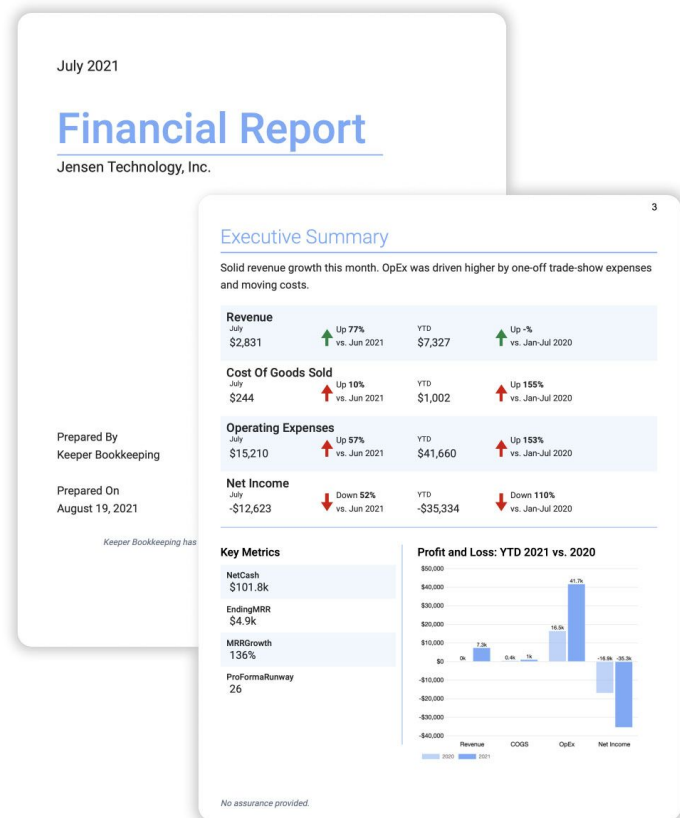 July 2021
Financial Report
Jensen Technology, Inc.
Prepared By
Keeper Bookkeeping
Prepared On
August 19, 2021
Keeper Bookkeeping has
3
Executive Summary
Solid revenue growth this month. OpEx was driven higher by one-off trade-show expenses
and moving costs.
Revenue
July Up 77% YTD Up -%
$2,831 vs. Jun 2021 $7,327 vs. Jan-Jul 2020
Cost Of Goods Sold
July Up 10% YTD Up 155%
$244 vs. Jun 2021 $1,002 vs. Jan-Jul 2020
Operating Expenses
July Up 57% YTD Up 153%
$15,210 vs. Jun 2021 $41,660 vs. Jan-Jul 2020
Net Income
July Down 52% YTD Down 110%
-$12,623 vs. Jun 2021 -$35,334 vs. Jan-Jul 2020
Key Metrics
NetCash
$101.8k
EndingMRR
$4.9k
MRRGrowth
136%
ProFormaRunway
26
Profit and Loss: YTD 2021 vs. 2020
$50,000
$40,000
$30,000
$20,000
$10,000
$0
-$10,000
-$20,000
-$30,000
-$40,000
0k 7.3k 0.4k 1k 16.5k 41.7k -16.9k -35.3k
Revenue COGS OpEx Net Income
2020 2021
No assurance provided.